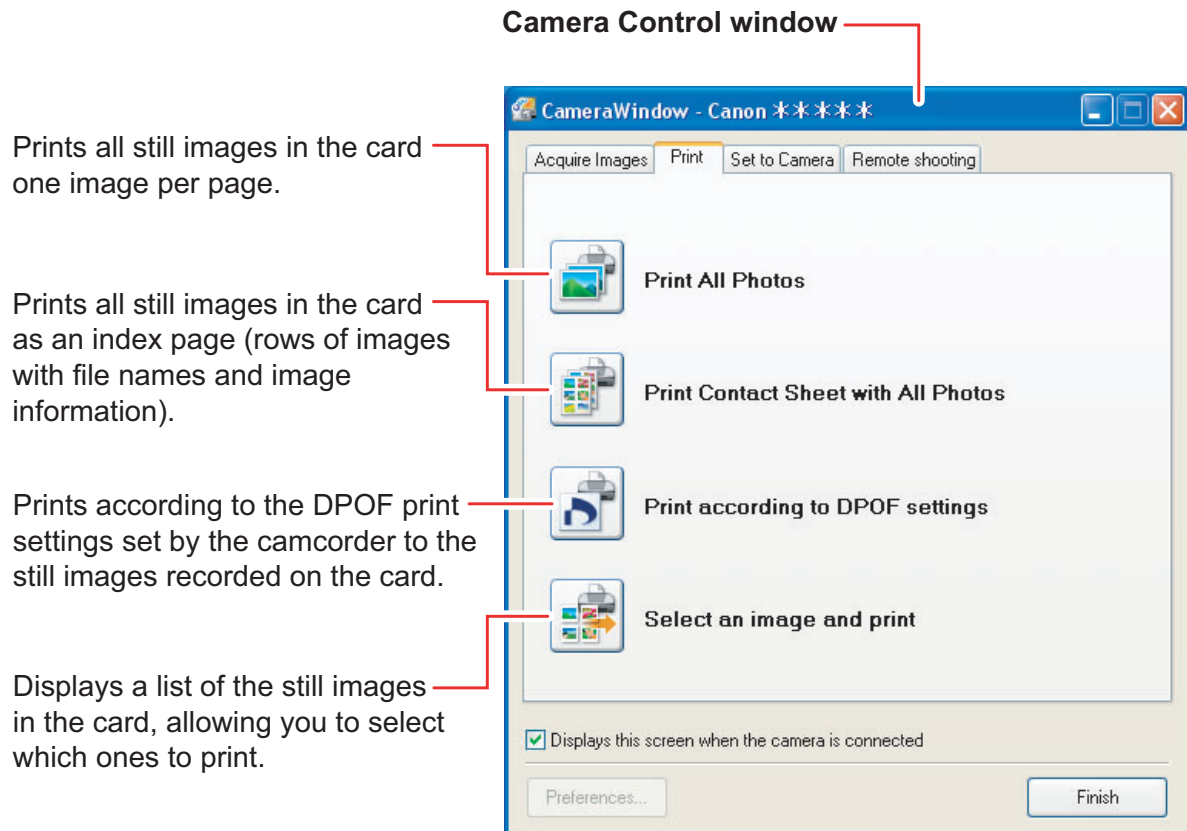 Camera Control window
CameraWindow - Canon *****
Acquire Images
Print
Set to Camera
Remote shooting
Prints all still images in the card
one image per page.
Print All Photos
Prints all still images in the card
as an index page (rows of images
with file names and image
information).
Print Contact Sheet with All Photos
Prints according to the DPOF print
settings set by the camcorder to the
still images recorded on the card.
Print according to DPOF settings
Select an image and print
Displays a list of the still images
in the card, allowing you to select
which ones to print.
Displays this screen when the camera is connected
Preferences...
Finish